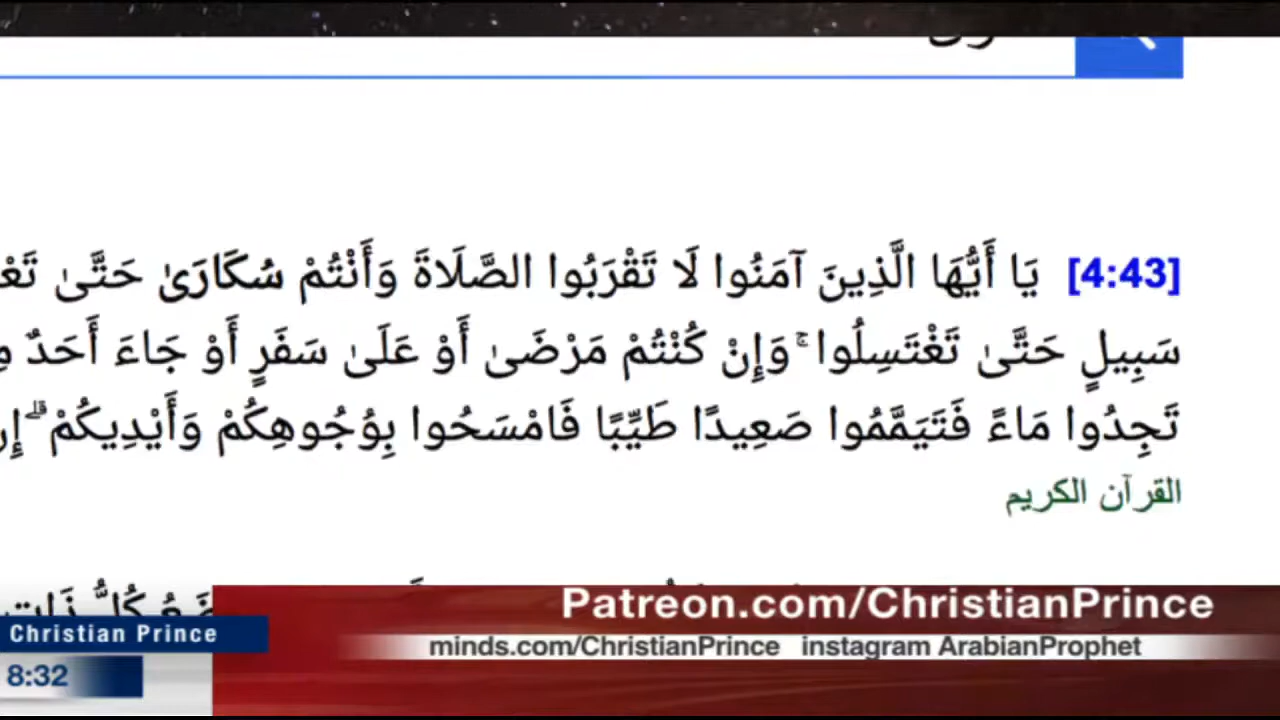 [4:43] يَا أَيُّهَا الَّذِينَ آمَنُوا لَا تَقْرَبُوا الصَّلَاةَ وَأَنْتُمْ سُكَارَىٰ حَتَّىٰ
سَبِيلٍ حَتَّىٰ تَغْتَسِلُوا ۚ وَإِنْ كُنْتُمْ مَرْضَىٰ أَوْ عَلَىٰ سَفَرٍ أَوْ جَاءَ أَحَدٌ
تَجِدُوا مَاءً فَتَيَمَّمُوا صَعِيدًا طَيِّبًا فَامْسَحُوا بِوُجُوهِكُمْ وَأَيْدِيكُمْ ۗ
القرآن الكريم
كُلُّ ذَاتِ
Patreon.com/ChristianPrince
Christian Prince
minds.com/ChristianPrince instagram ArabianProphet
8:32